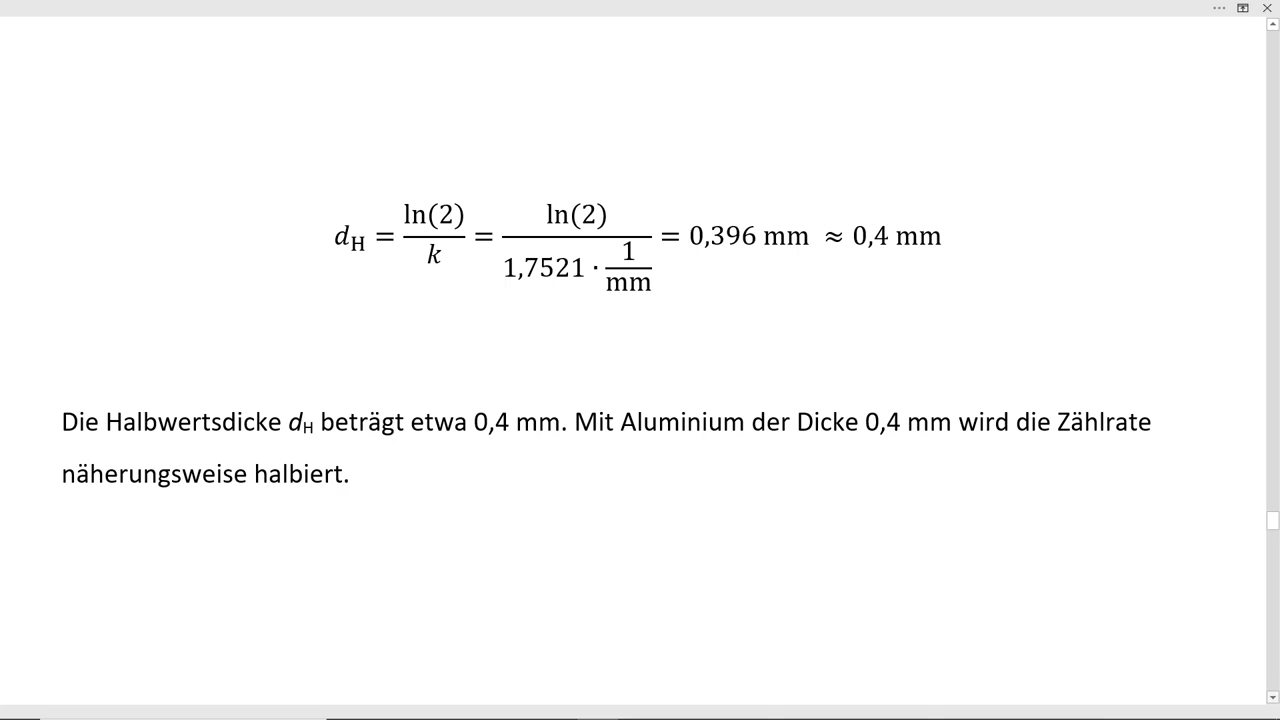 d_H = ln(2)/k = ln(2)/(1,7521 · 1/mm) = 0,396 mm ≈ 0,4 mm
Die Halbwertsdicke d_H beträgt etwa 0,4 mm. Mit Aluminium der Dicke 0,4 mm wird die Zählrate
näherungsweise halbiert.